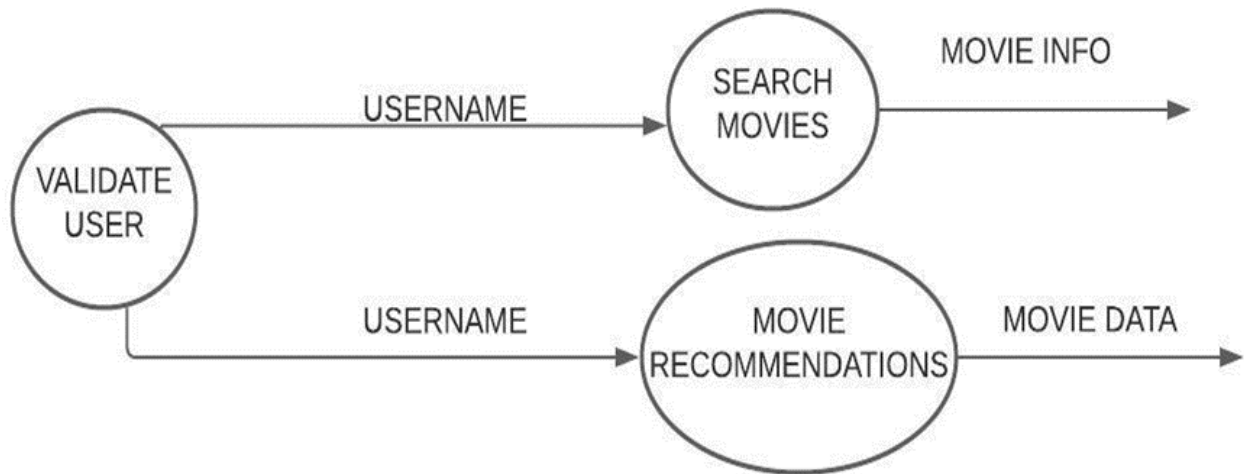 VALIDATE
USER
USERNAME
SEARCH
MOVIES
MOVIE INFO
USERNAME
MOVIE
RECOMMENDATIONS
MOVIE DATA